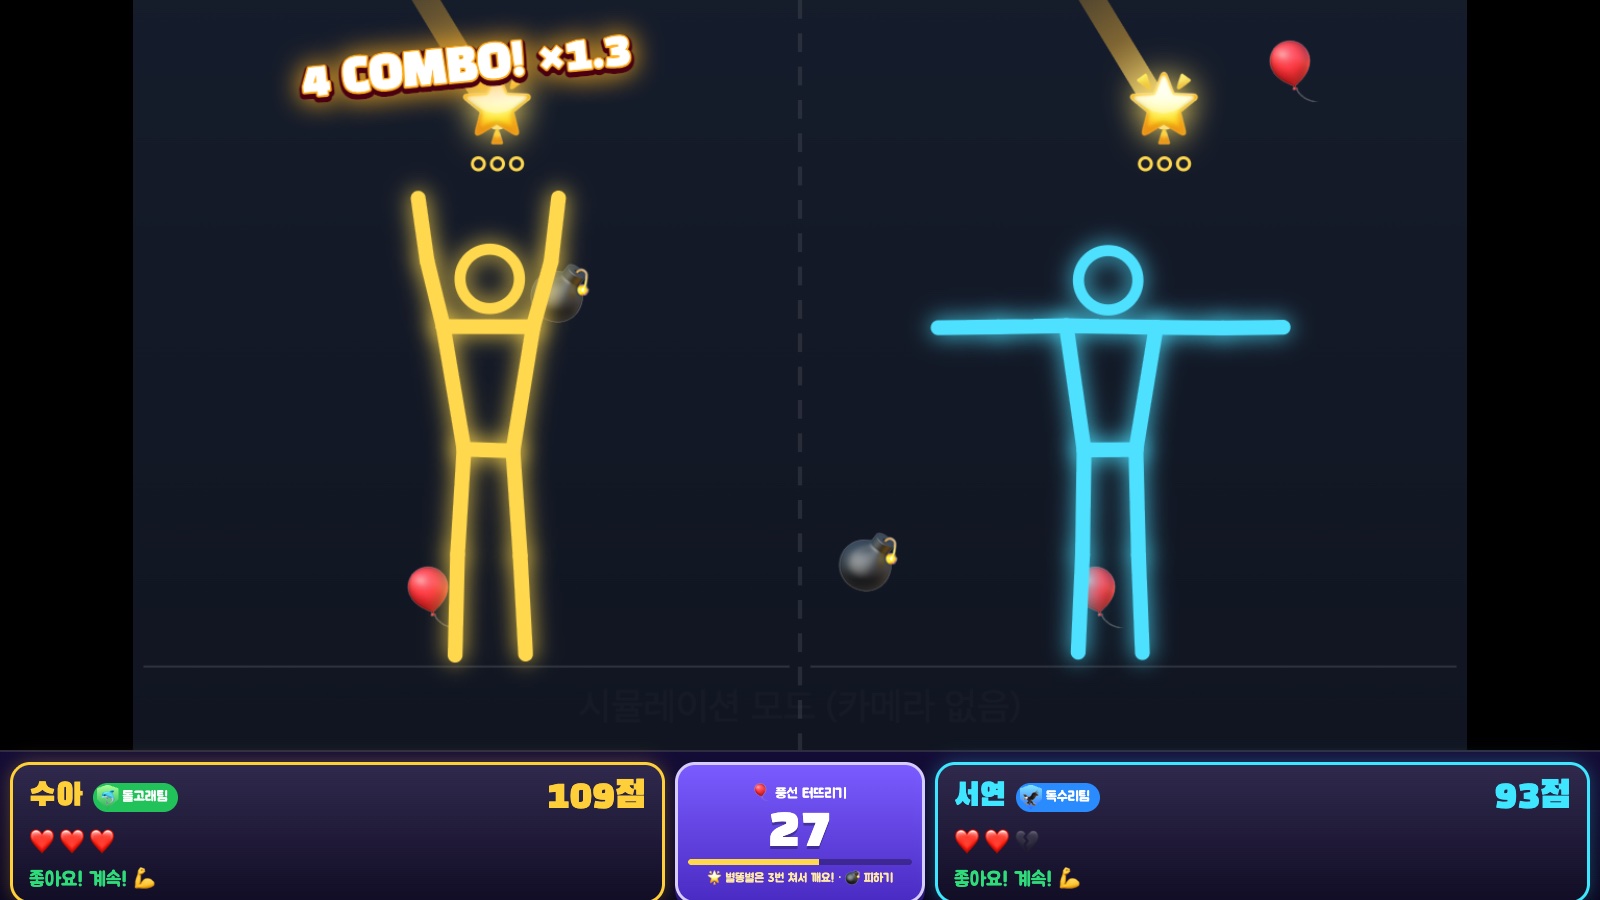 4 COMBO! ×1.3
시뮬레이션 모드 (카메라 없음)
수아 돌고래팀 109점
좋아요! 계속!
풍선 터뜨리기
27
별똥별은 3번 쳐서 깨요! · 피하기
서연 독수리팀 93점
좋아요! 계속!